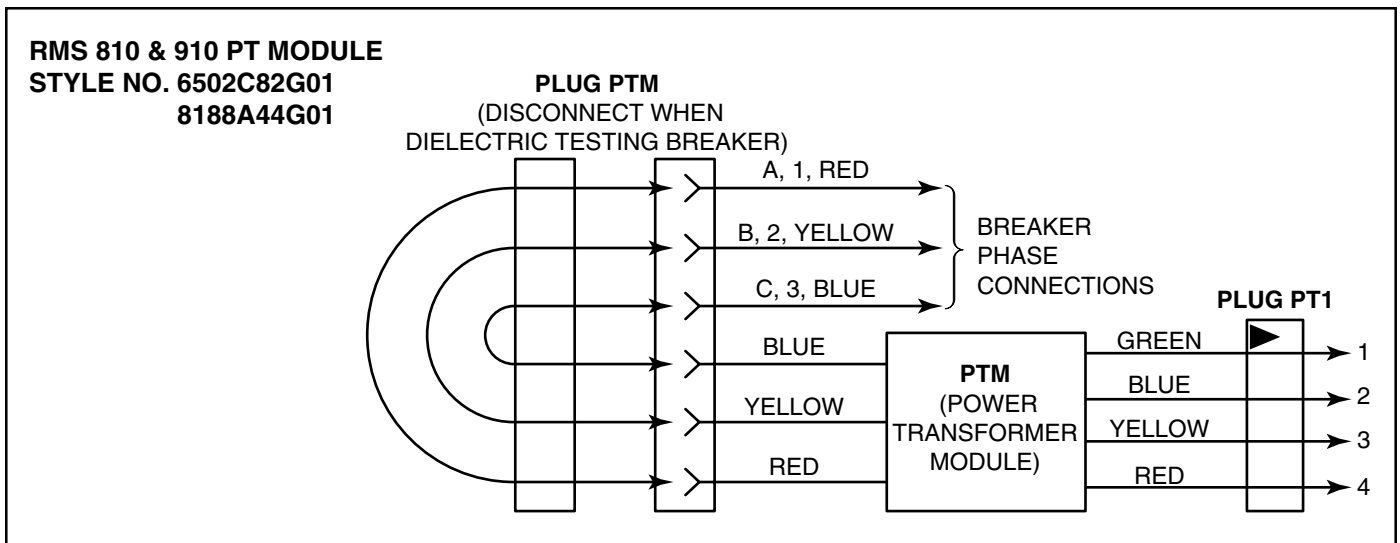 RMS 810 & 910 PT MODULE
STYLE NO. 6502C82G01
8188A44G01
PLUG PTM
(DISCONNECT WHEN
DIELECTRIC TESTING BREAKER)
A, 1, RED
B, 2, YELLOW
C, 3, BLUE
BREAKER
PHASE
CONNECTIONS
BLUE
YELLOW
RED
PTM
(POWER
TRANSFORMER
MODULE)
PLUG PT1
GREEN
1
BLUE
2
YELLOW
3
RED
4